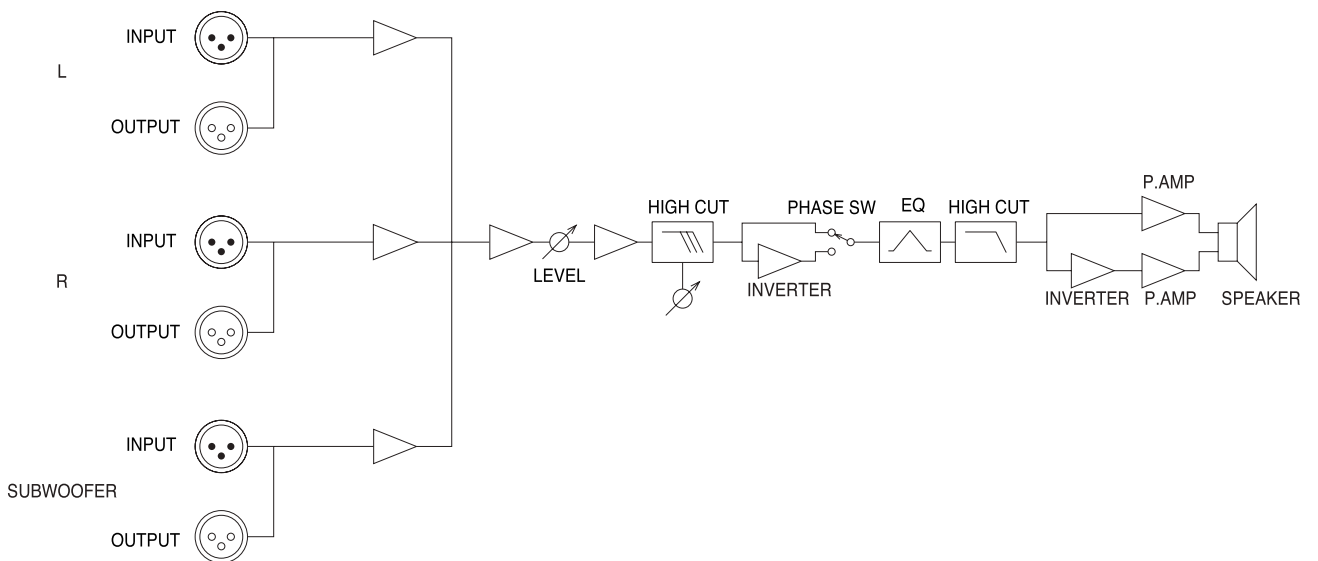 INPUT
L
OUTPUT
INPUT
R
OUTPUT
INPUT
SUBWOOFER
OUTPUT
LEVEL
HIGH CUT
INVERTER
PHASE SW
EQ
HIGH CUT
P.AMP
INVERTER
P.AMP
SPEAKER